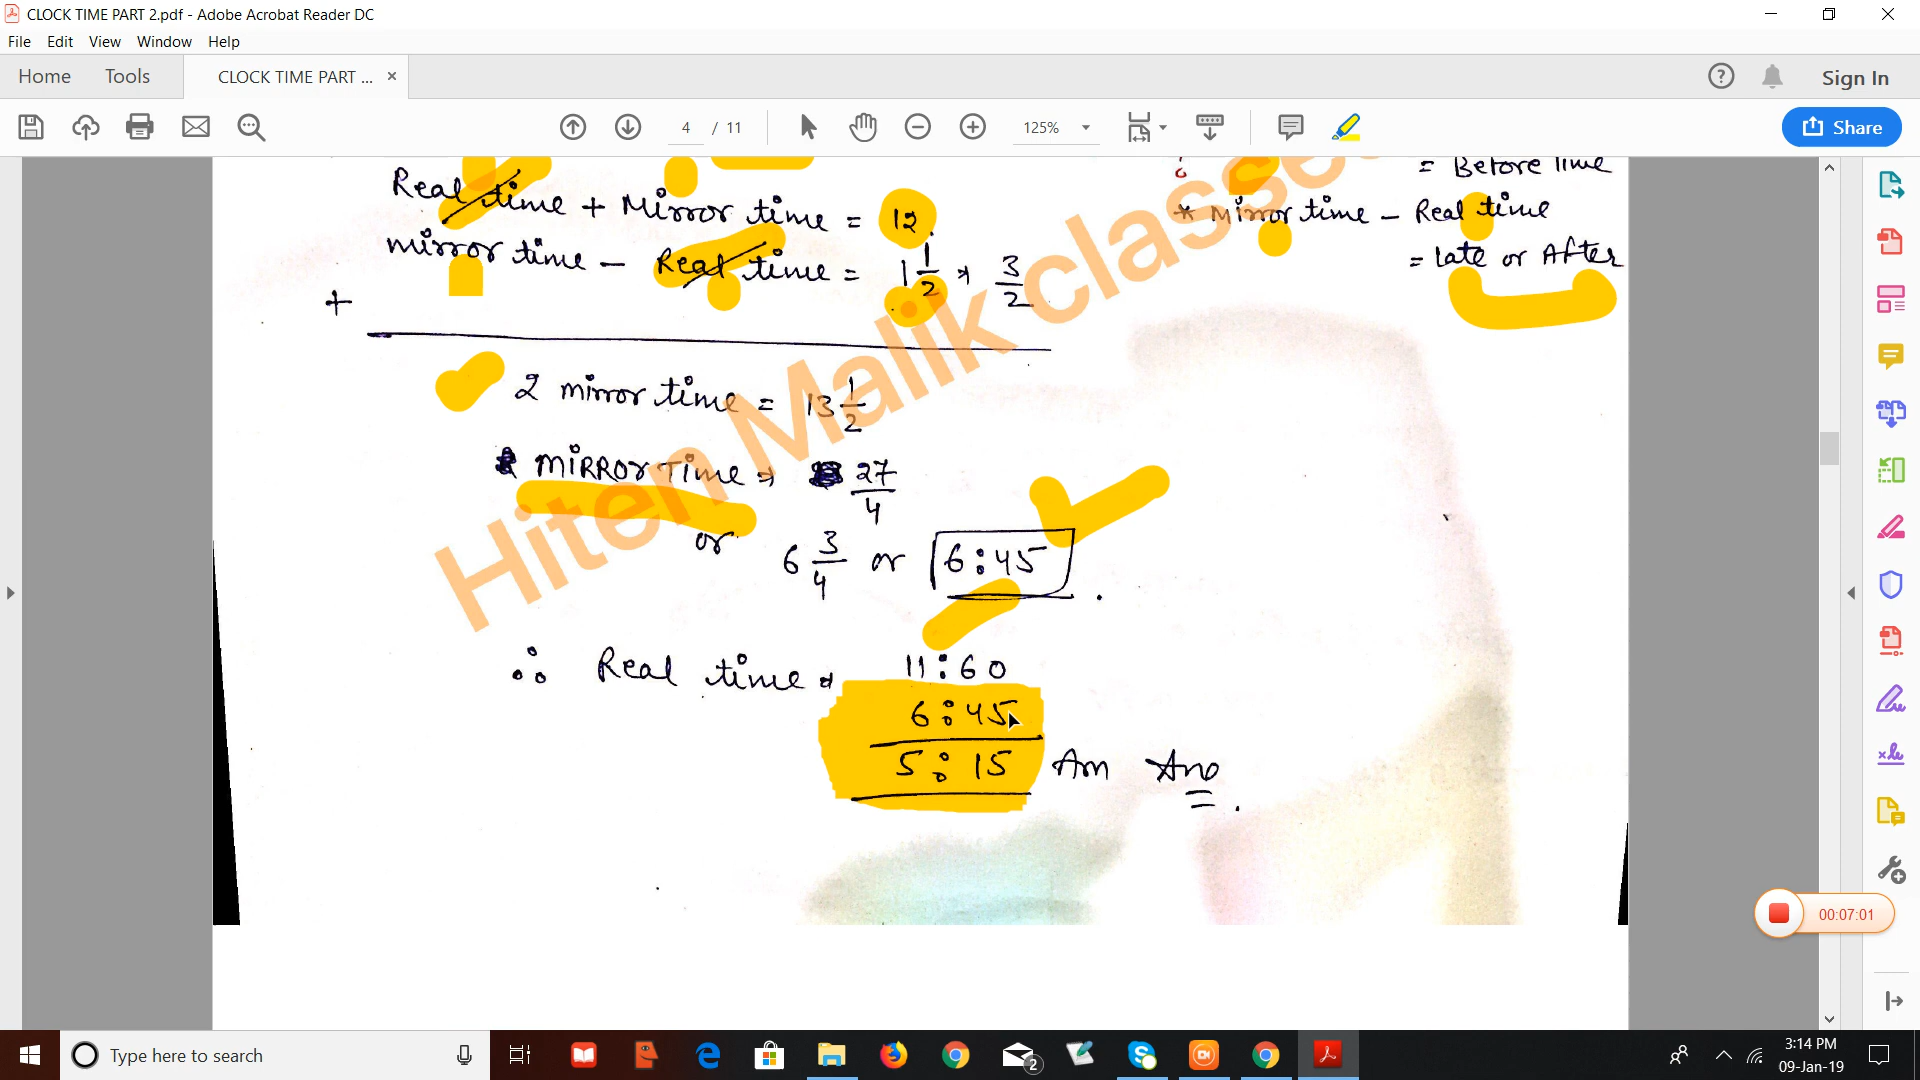 CLOCK TIME PART 2.pdf - Adobe Acrobat Reader DC
File Edit View Window Help
Home Tools CLOCK TIME PART ... × Sign In
4 / 11 125% Share
= Before Time
Real time + Mirror time = 12
* Mirror time - Real time
mirror time - Real time = 1 1/2 → 3/2
= late or After
+
2 mirror time = 13 1/2
MIRROR TIME → 27/4
or 6 3/4 or 6:45
∴ Real time → 11:60
6:45
5:15 Am Ans
Hiten Malik classes
00:07:01
Type here to search
2
3:14 PM
09-Jan-19